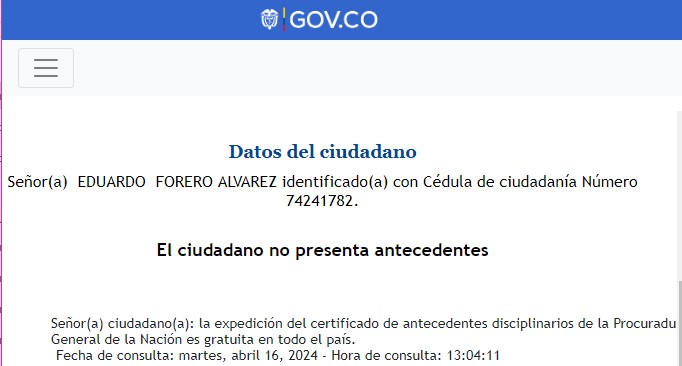 GOV.CO
Datos del ciudadano
Señor(a) EDUARDO FORERO ALVAREZ identificado(a) con Cédula de ciudadanía Número
74241782.
El ciudadano no presenta antecedentes
Señor(a) ciudadano(a): la expedición del certificado de antecedentes disciplinarios de la Procuradu
General de la Nación es gratuita en todo el país.
Fecha de consulta: martes, abril 16, 2024 - Hora de consulta: 13:04:11